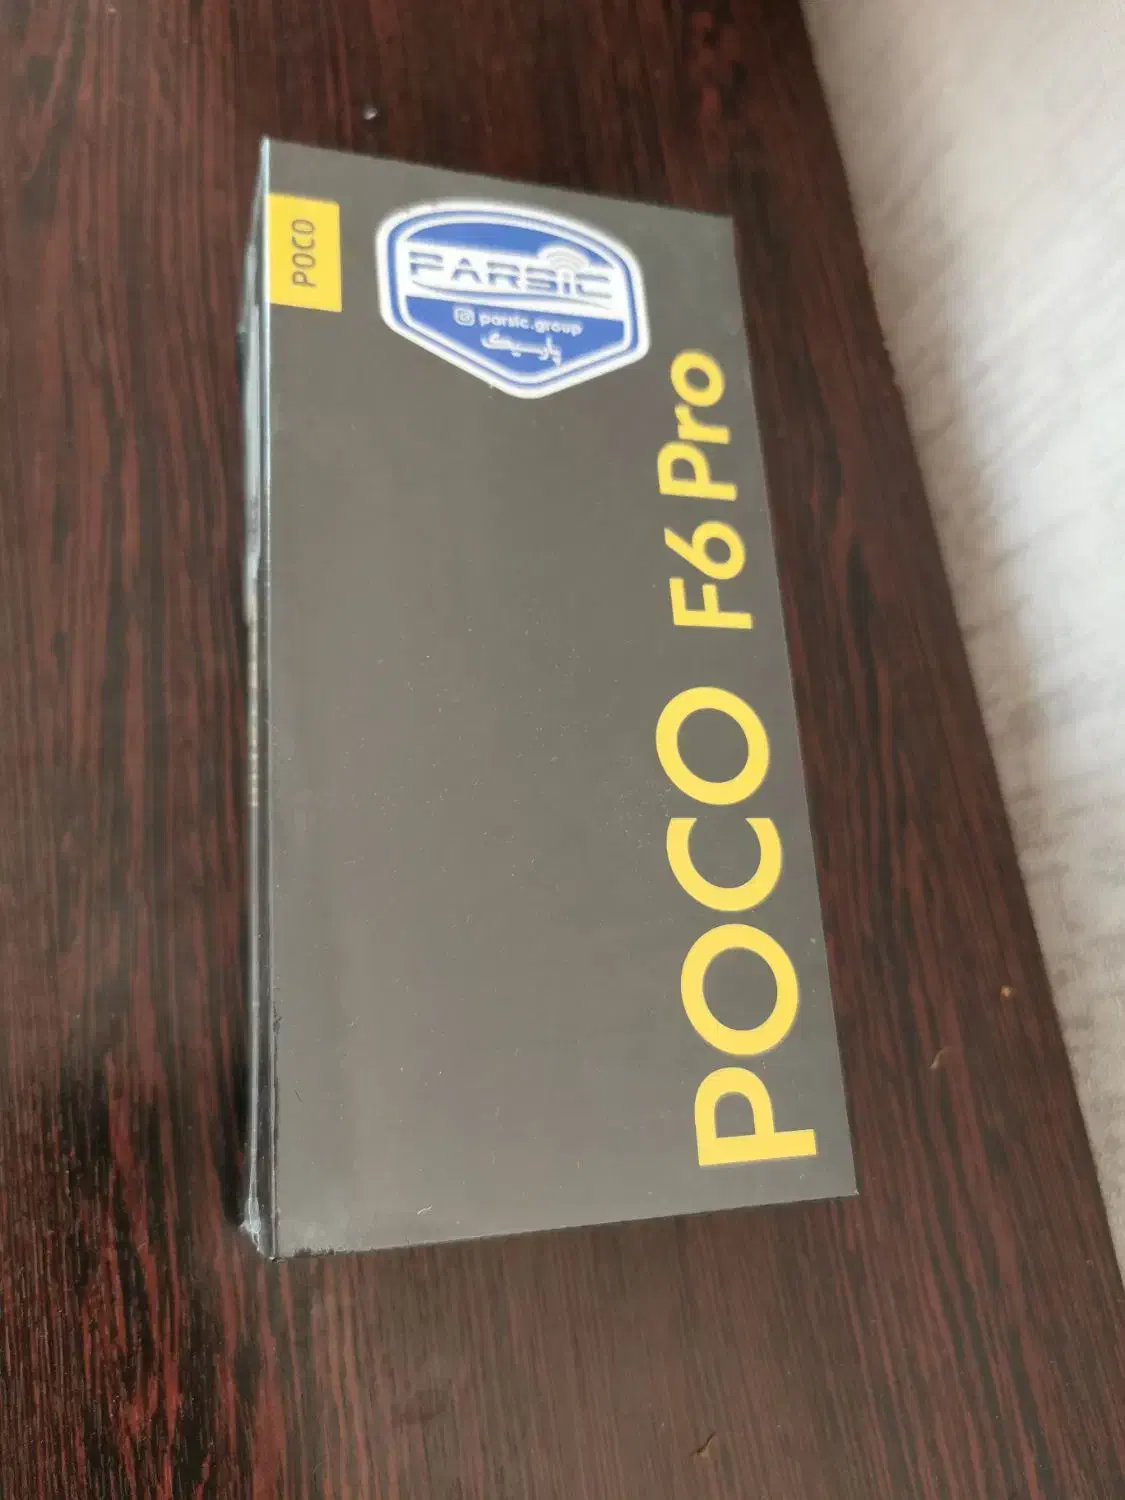 POCO
PARSIC
parsic.group
پارسیک
POCO F6 Pro